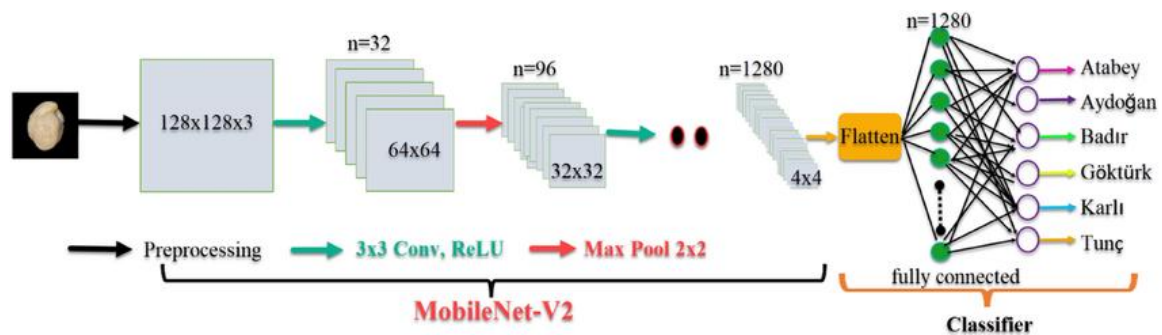 n=32
n=96
n=1280
n=1280
128x128x3
64x64
32x32
4x4
Flatten
Atabey
Aydoğan
Badır
Göktürk
Karlı
Tunç
Preprocessing
3x3 Conv, ReLU
Max Pool 2x2
fully connected
MobileNet-V2
Classifier